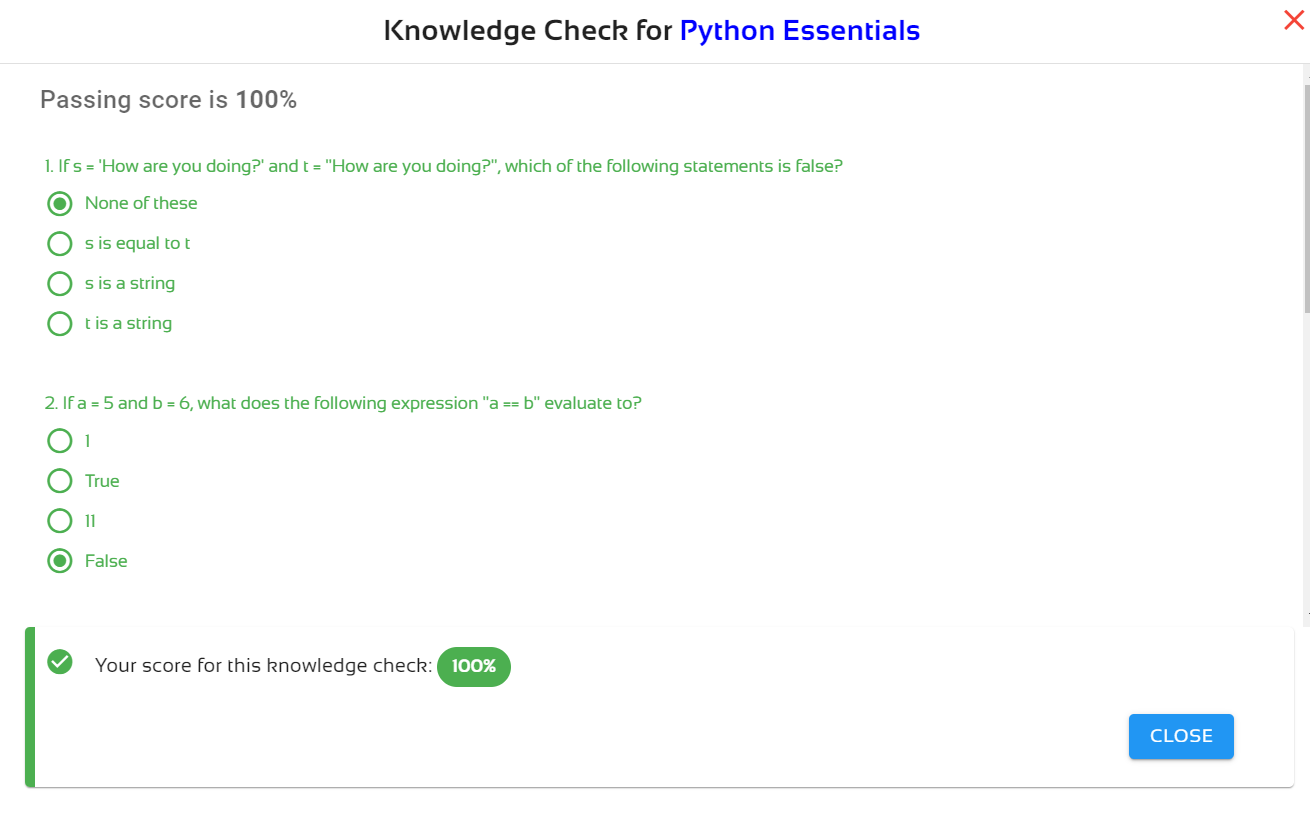 Knowledge Check for Python Essentials
Passing score is 100%
1. If s = 'How are you doing?' and t = "How are you doing?", which of the following statements is false?
None of these
s is equal to t
s is a string
t is a string
2. If a = 5 and b = 6, what does the following expression "a == b" evaluate to?
1
True
11
False
Your score for this knowledge check: 100%
CLOSE